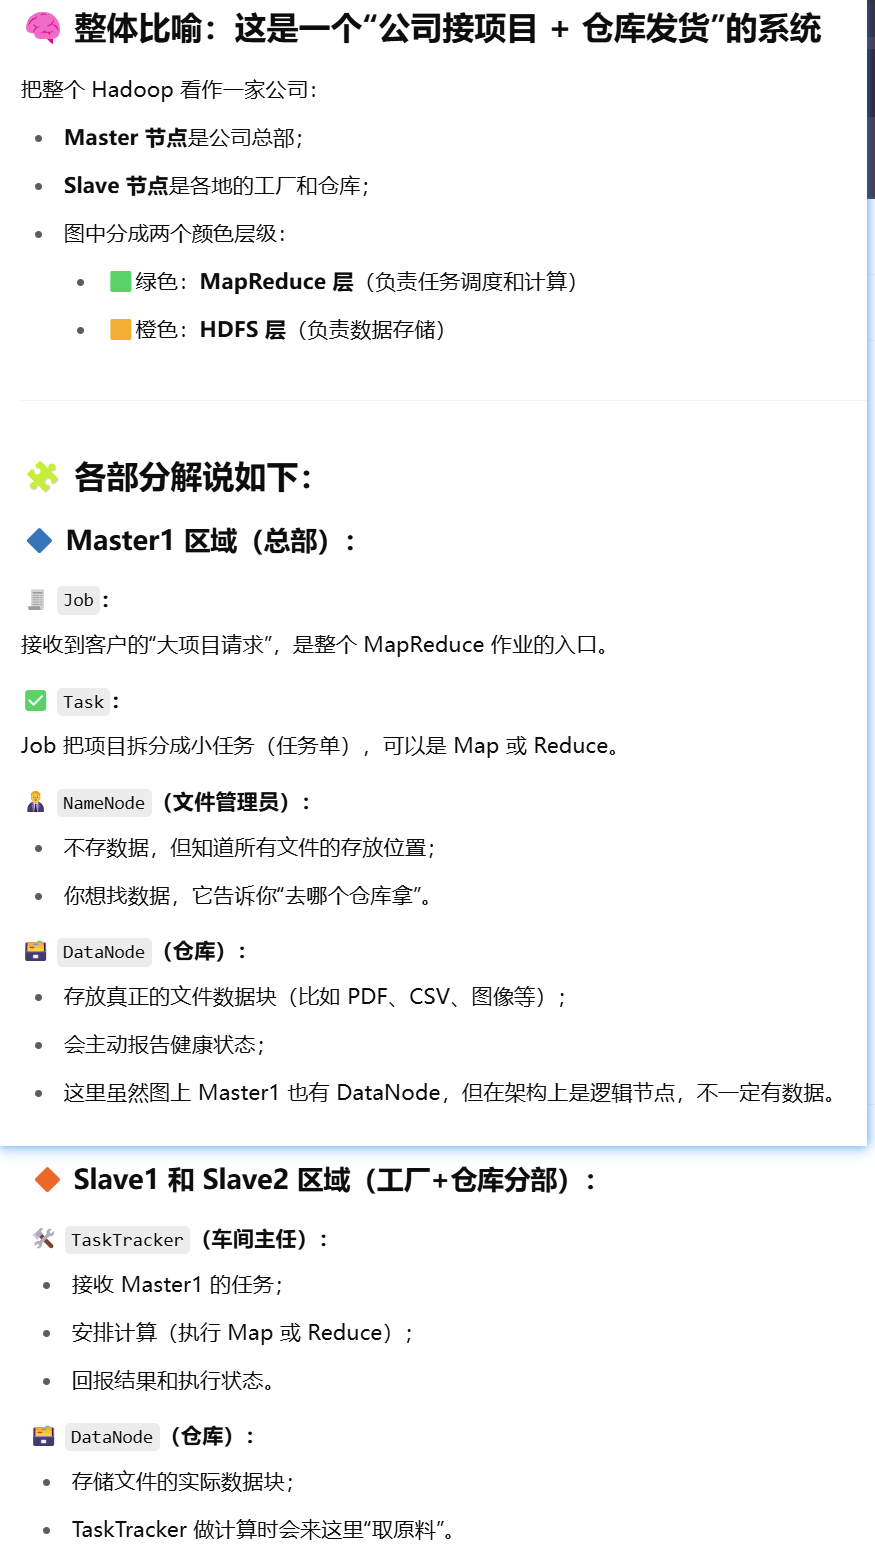 整体比喻：这是一个“公司接项目 + 仓库发货”的系统
把整个 Hadoop 看作一家公司：
Master 节点是公司总部；
Slave 节点是各地的工厂和仓库；
图中分成两个颜色层级：
绿色：MapReduce 层（负责任务调度和计算）
橙色：HDFS 层（负责数据存储）
各部分解说如下：
Master1 区域（总部）：
Job：
接收到客户的“大项目请求”，是整个 MapReduce 作业的入口。
Task：
Job 把项目拆分成小任务（任务单），可以是 Map 或 Reduce。
NameNode（文件管理员）：
不存数据，但知道所有文件的存放位置；
你想找数据，它告诉你“去哪个仓库拿”。
DataNode（仓库）：
存放真正的文件数据块（比如 PDF、CSV、图像等）；
会主动报告健康状态；
这里虽然图上 Master1 也有 DataNode，但在架构上是逻辑节点，不一定有数据。
Slave1 和 Slave2 区域（工厂+仓库分部）：
TaskTracker（车间主任）：
接收 Master1 的任务；
安排计算（执行 Map 或 Reduce）；
回报结果和执行状态。
DataNode（仓库）：
存储文件的实际数据块；
TaskTracker 做计算时会来这里“取原料”。